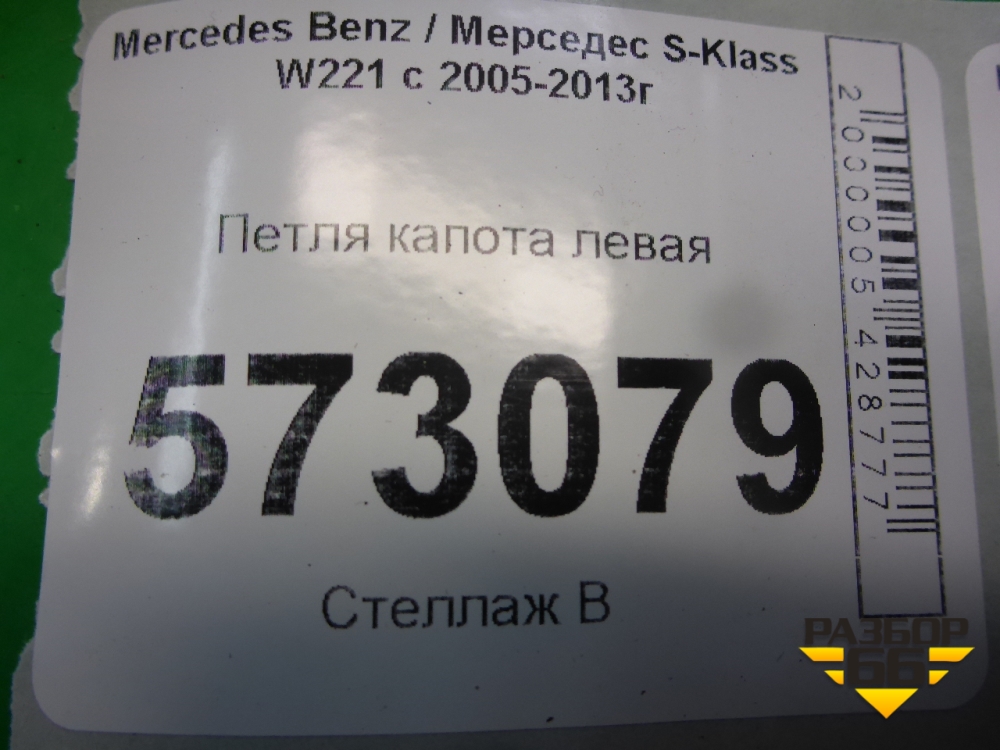 Mercedes Benz / Мерседес S-Klass
W221 с 2005-2013г
Петля капота левая
573079
Стеллаж В
2000005428777
РАЗБОР
66